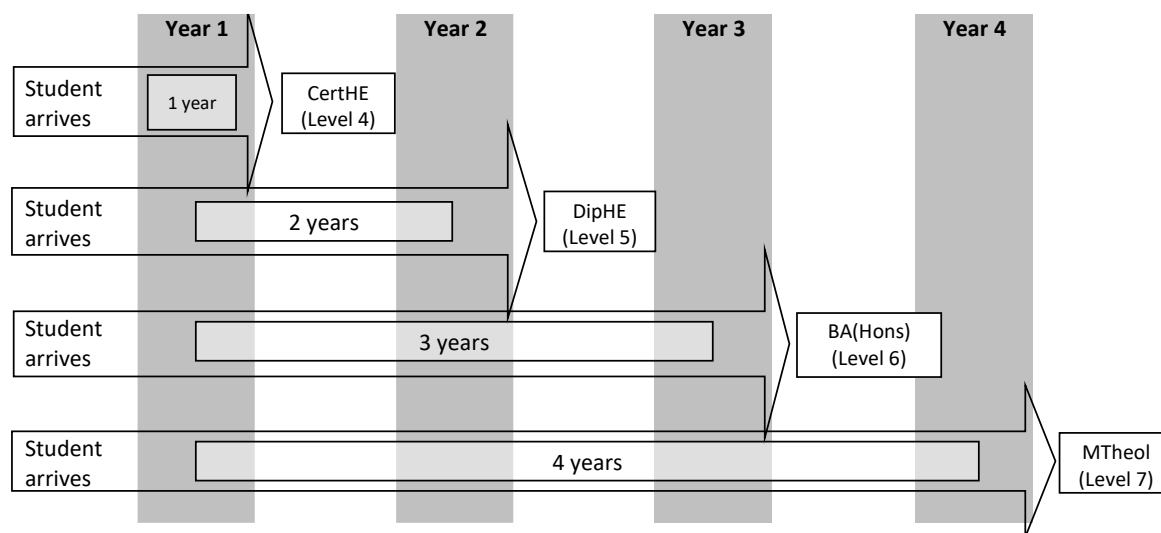 Year 1
Year 2
Year 3
Year 4
Student
arrives
1 year
CertHE
(Level 4)
Student
arrives
2 years
DipHE
(Level 5)
Student
arrives
3 years
BA(Hons)
(Level 6)
Student
arrives
4 years
MTheol
(Level 7)